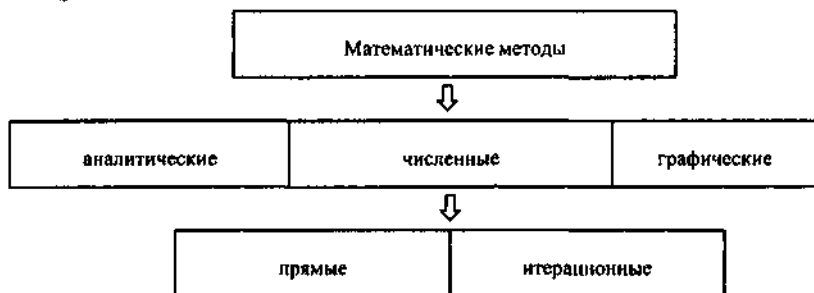 Математические методы
аналитические численные графические
прямые итерационные